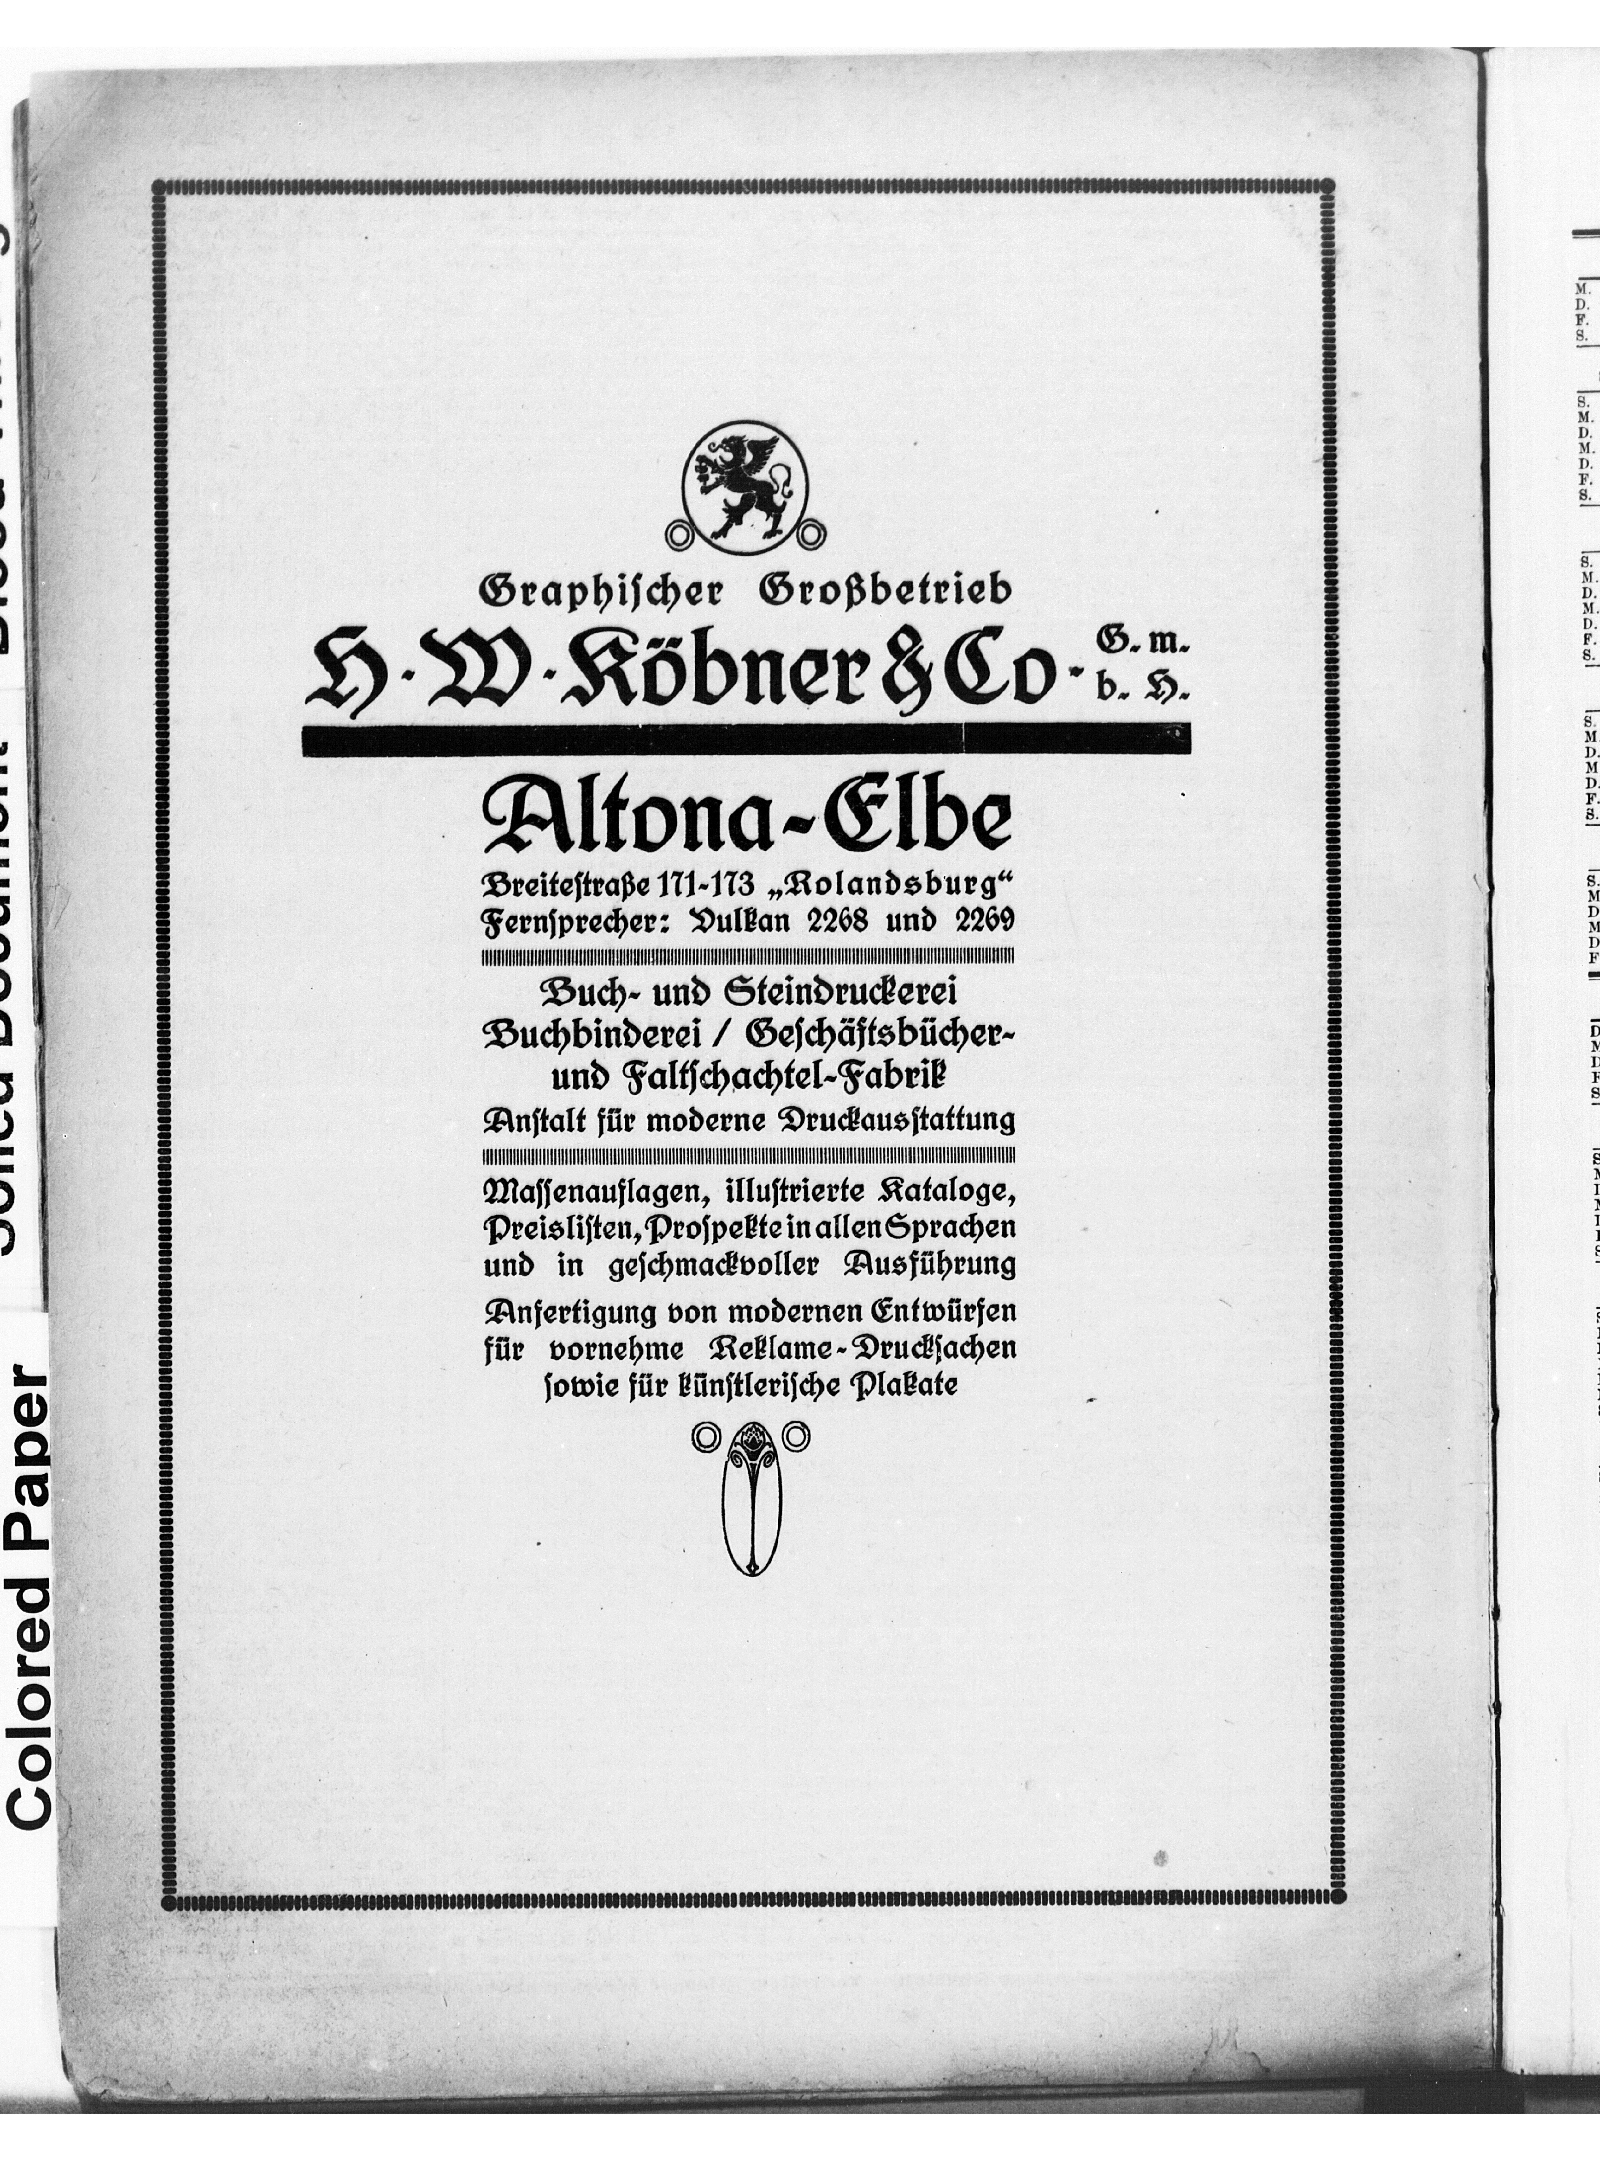 Graphischer Großbetrieb
H. W. Köbner & Co. G. m. b. H.
Altona-Elbe
Breitestraße 171-173 „Rolandsburg“
Fernsprecher: Vulkan 2268 und 2269
Buch- und Steindruckerei
Buchbinderei / Geschäftsbücher-
und Faltschachtel-Fabrik
Anstalt für moderne Druckausstattung
Massenauflagen, illustrierte Kataloge,
Preislisten, Prospekte in allen Sprachen
und in geschmackvoller Ausführung
Anfertigung von modernen Entwürfen
für vornehme Reklame-Drucksachen
sowie für künstlerische Plakate
Colored Paper
M.
D.
F.
S.
S.
M.
D.
M.
D.
F.
S.
S.
M.
D.
M.
D.
F.
S.
S.
M.
D.
M.
D.
F.
S.